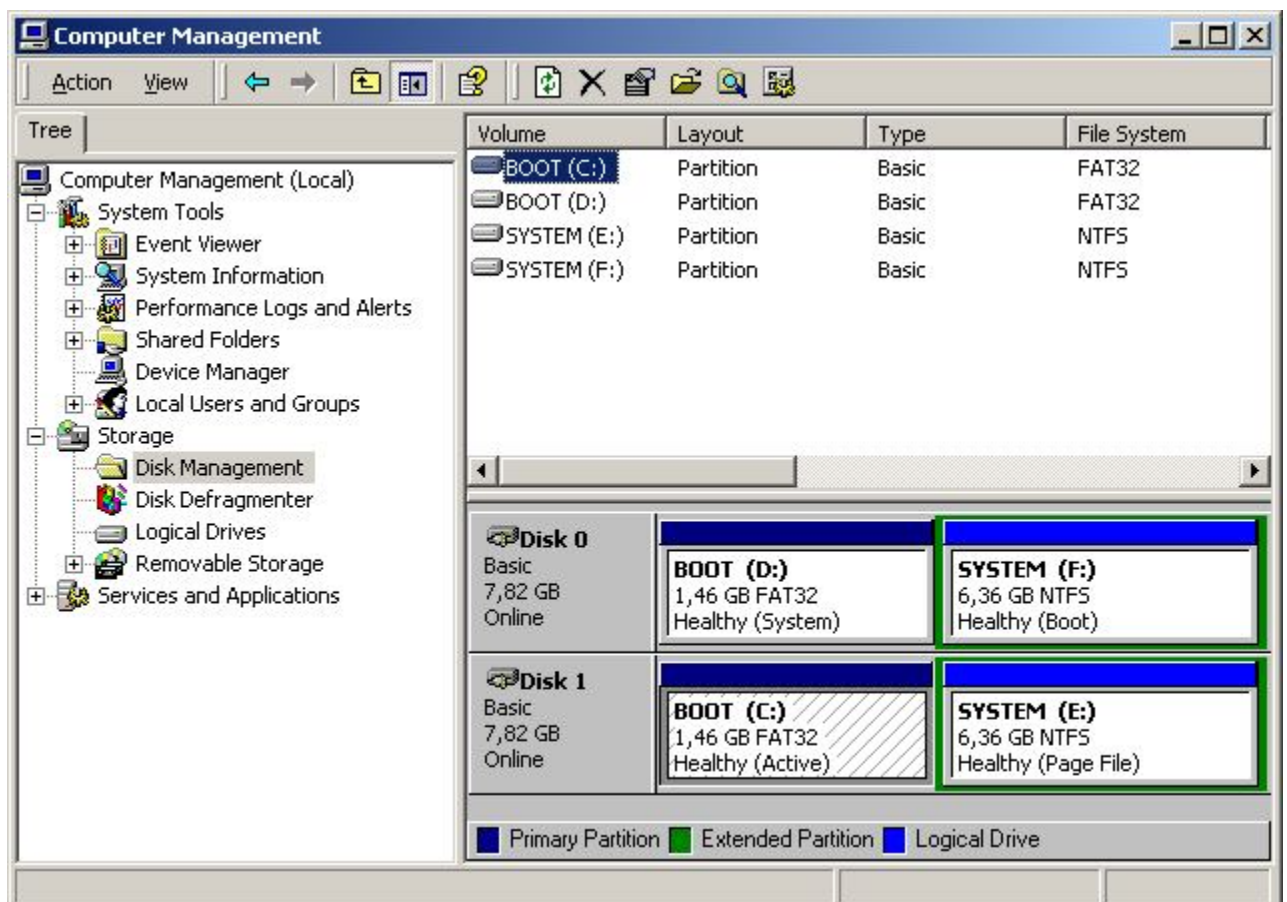 Computer Management
Action View
Tree
Computer Management (Local)
System Tools
Event Viewer
System Information
Performance Logs and Alerts
Shared Folders
Device Manager
Local Users and Groups
Storage
Disk Management
Disk Defragmenter
Logical Drives
Removable Storage
Services and Applications
Volume Layout Type File System
BOOT (C:) Partition Basic FAT32
BOOT (D:) Partition Basic FAT32
SYSTEM (E:) Partition Basic NTFS
SYSTEM (F:) Partition Basic NTFS
Disk 0
Basic
7,82 GB
Online
BOOT (D:)
1,46 GB FAT32
Healthy (System)
SYSTEM (F:)
6,36 GB NTFS
Healthy (Boot)
Disk 1
Basic
7,82 GB
Online
BOOT (C:)
1,46 GB FAT32
Healthy (Active)
SYSTEM (E:)
6,36 GB NTFS
Healthy (Page File)
Primary Partition Extended Partition Logical Drive